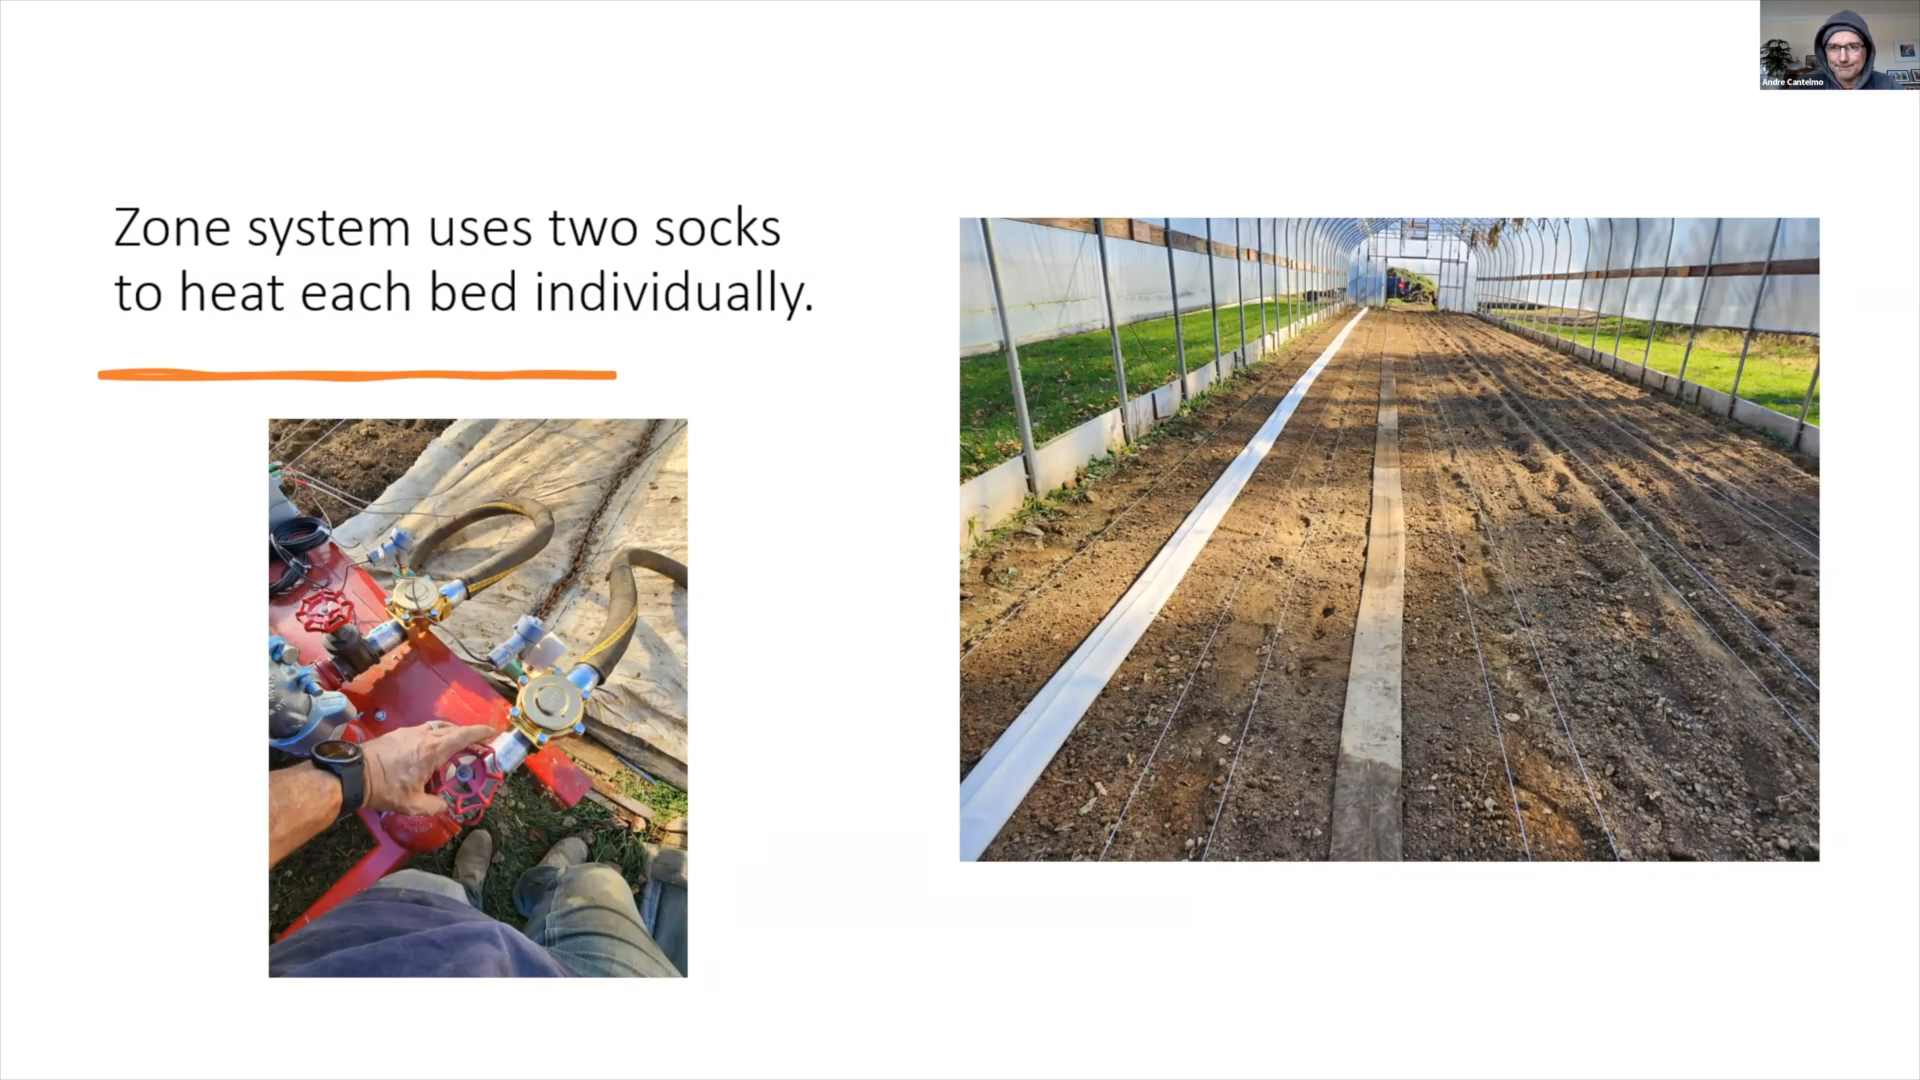 Andre Cantelmo
Zone system uses two socks
to heat each bed individually.